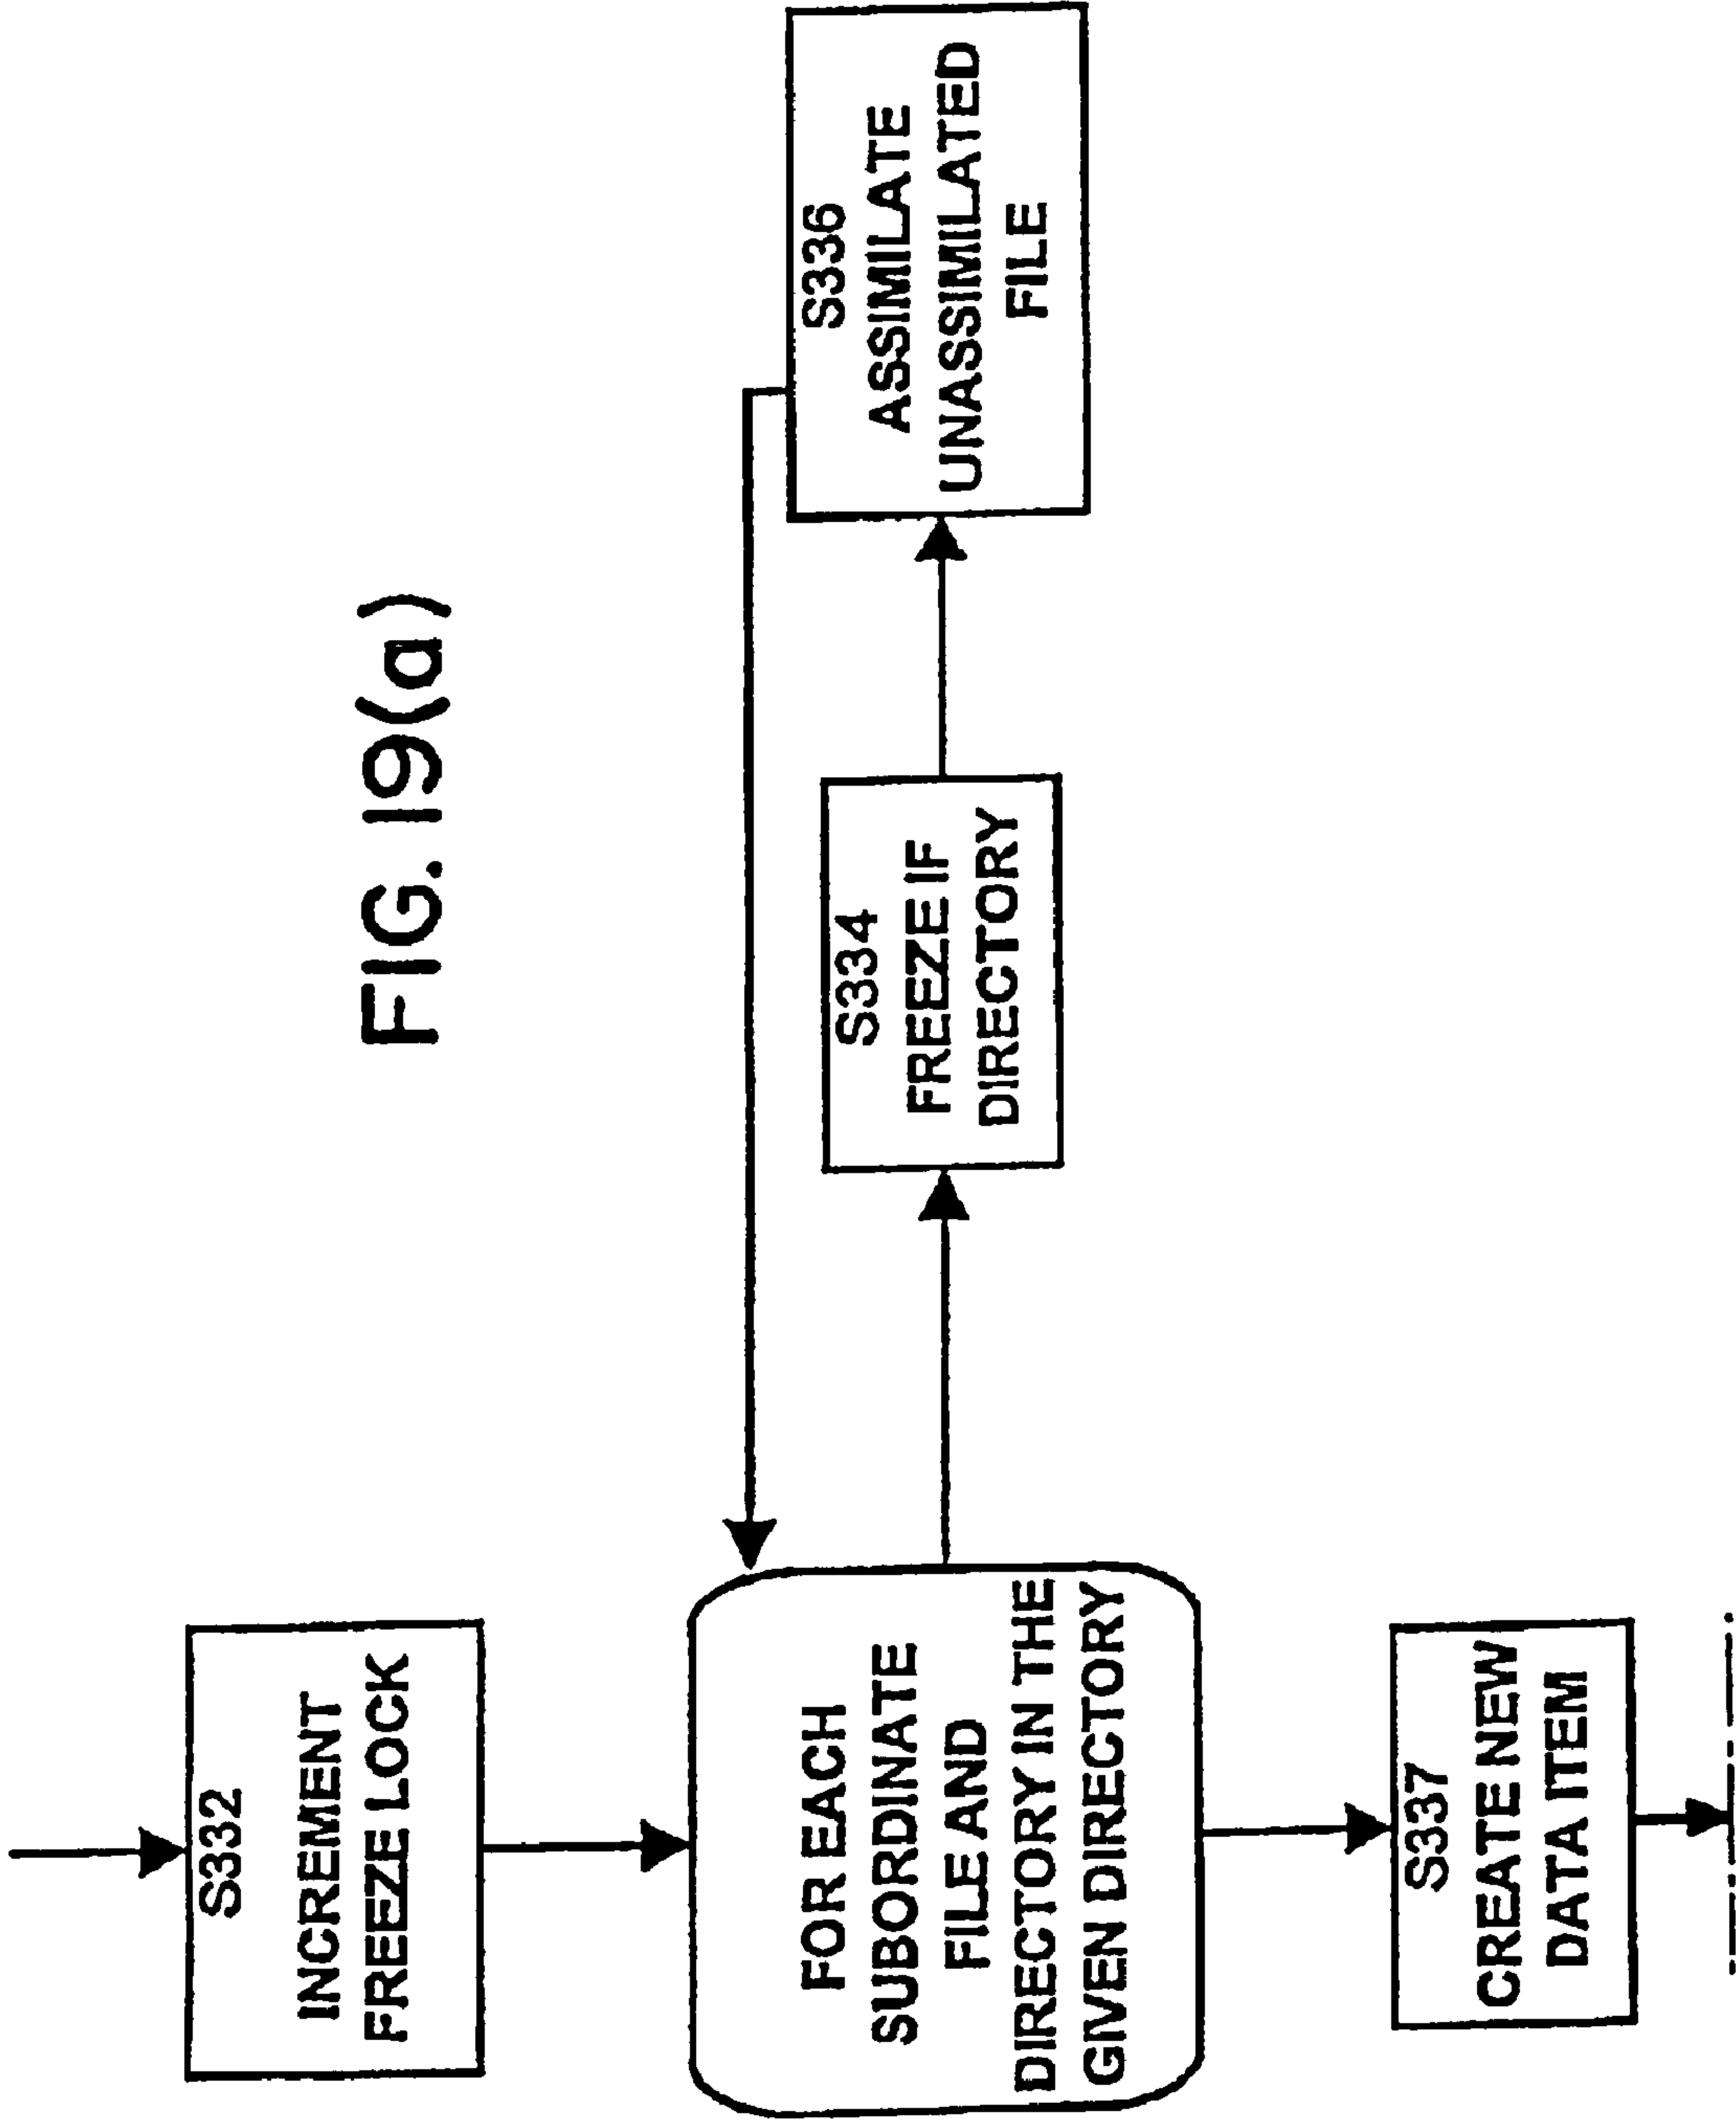 FIG. 19(a)
S332
INCREMENT
FREEZE LOCK
FOR EACH
SUBORDINATE
FILE AND
DIRECTORY IN THE
GIVEN DIRECTORY
S334
FREEZE IF
DIRECTORY
S336
ASSIMILATE
UNASSIMILATED
FILE
S337
CREATE NEW
DATA ITEM